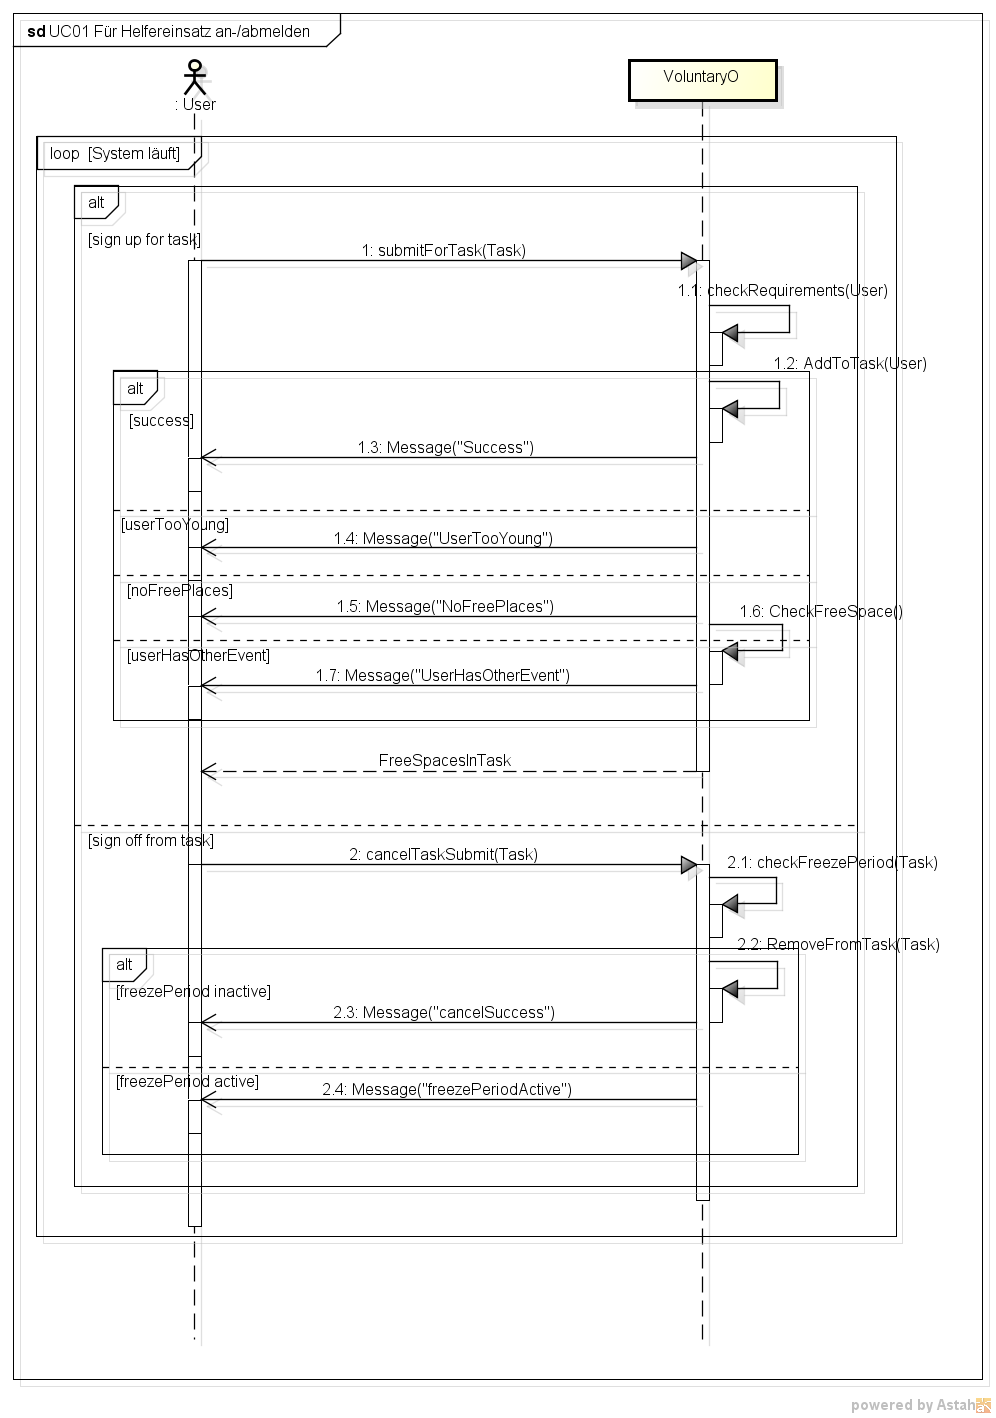 sd UC01 Für Helfereinsatz an-/abmelden
: User
VoluntaryO
loop [System läuft]
alt
[sign up for task]
1: submitForTask(Task)
1.1: checkRequirements(User)
1.2: AddToTask(User)
alt
[success]
1.3: Message("Success")
[userTooYoung]
1.4: Message("UserTooYoung")
[noFreePlaces]
1.5: Message("NoFreePlaces")
1.6: CheckFreeSpace()
[userHasOtherEvent]
1.7: Message("UserHasOtherEvent")
FreeSpacesInTask
[sign off from task]
2: cancelTaskSubmit(Task)
2.1: checkFreezePeriod(Task)
2.2: RemoveFromTask(Task)
alt
[freezePeriod inactive]
2.3: Message("cancelSuccess")
[freezePeriod active]
2.4: Message("freezePeriodActive")
powered by Astah